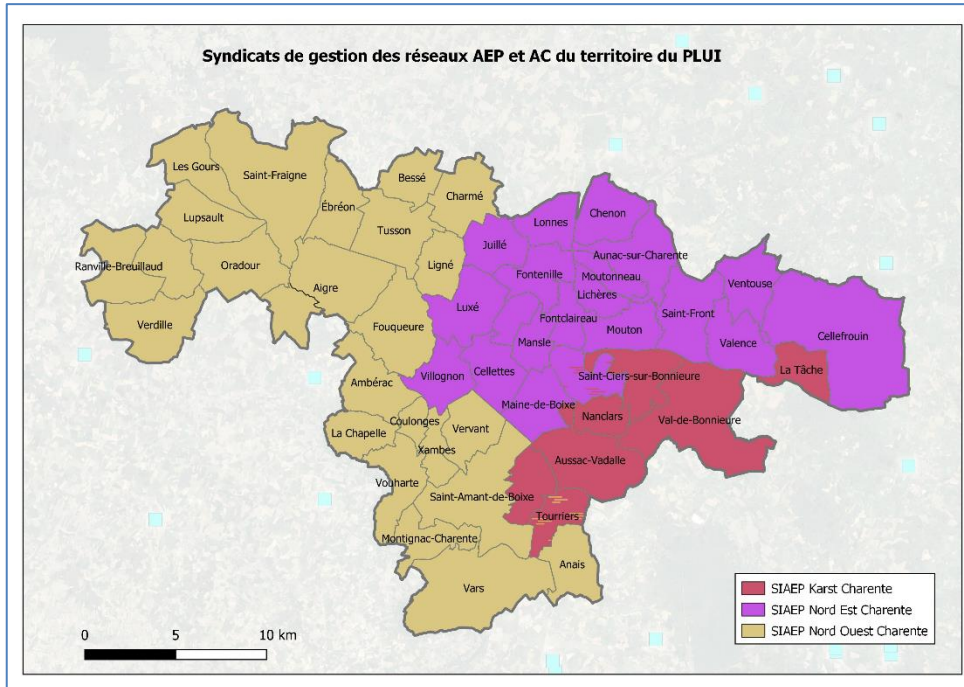 Syndicats de gestion des réseaux AEP et AC du territoire du PLUI
Les Gours
Saint-Fraigne
Bessé
Charmé
Ébréon
Lupsault
Tusson
Lonnes
Chenon
Juillé
Aunac-sur-Charente
Ranville-Breuillaud
Oradour
Ligné
Fontenille
Moutonneau
Ventouse
Aigre
Lichères
Luxé
Saint-Front
Verdille
Fouqueure
Fontclaireau
Mouton
Cellefrouin
Mansle
Valence
Villognon
Cellettes
Saint-Ciers-sur-Bonnieure
La Tâche
Ambérac
Maine-de-Boixe
Nanclars
Val-de-Bonnieure
Coulonges
La Chapelle
Vervant
Xambes
Aussac-Vadalle
Vouharte
Saint-Amant-de-Boixe
Tourriers
Montignac-Charente
Anais
Vars
SIAEP Karst Charente
SIAEP Nord Est Charente
SIAEP Nord Ouest Charente
0 5 10 km